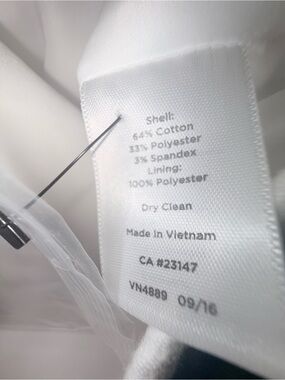 Shell:
64% Cotton
33% Polyester
3% Spandex
Lining:
100% Polyester
Dry Clean
Made in Vietnam
CA #23147
VN4889 09/16